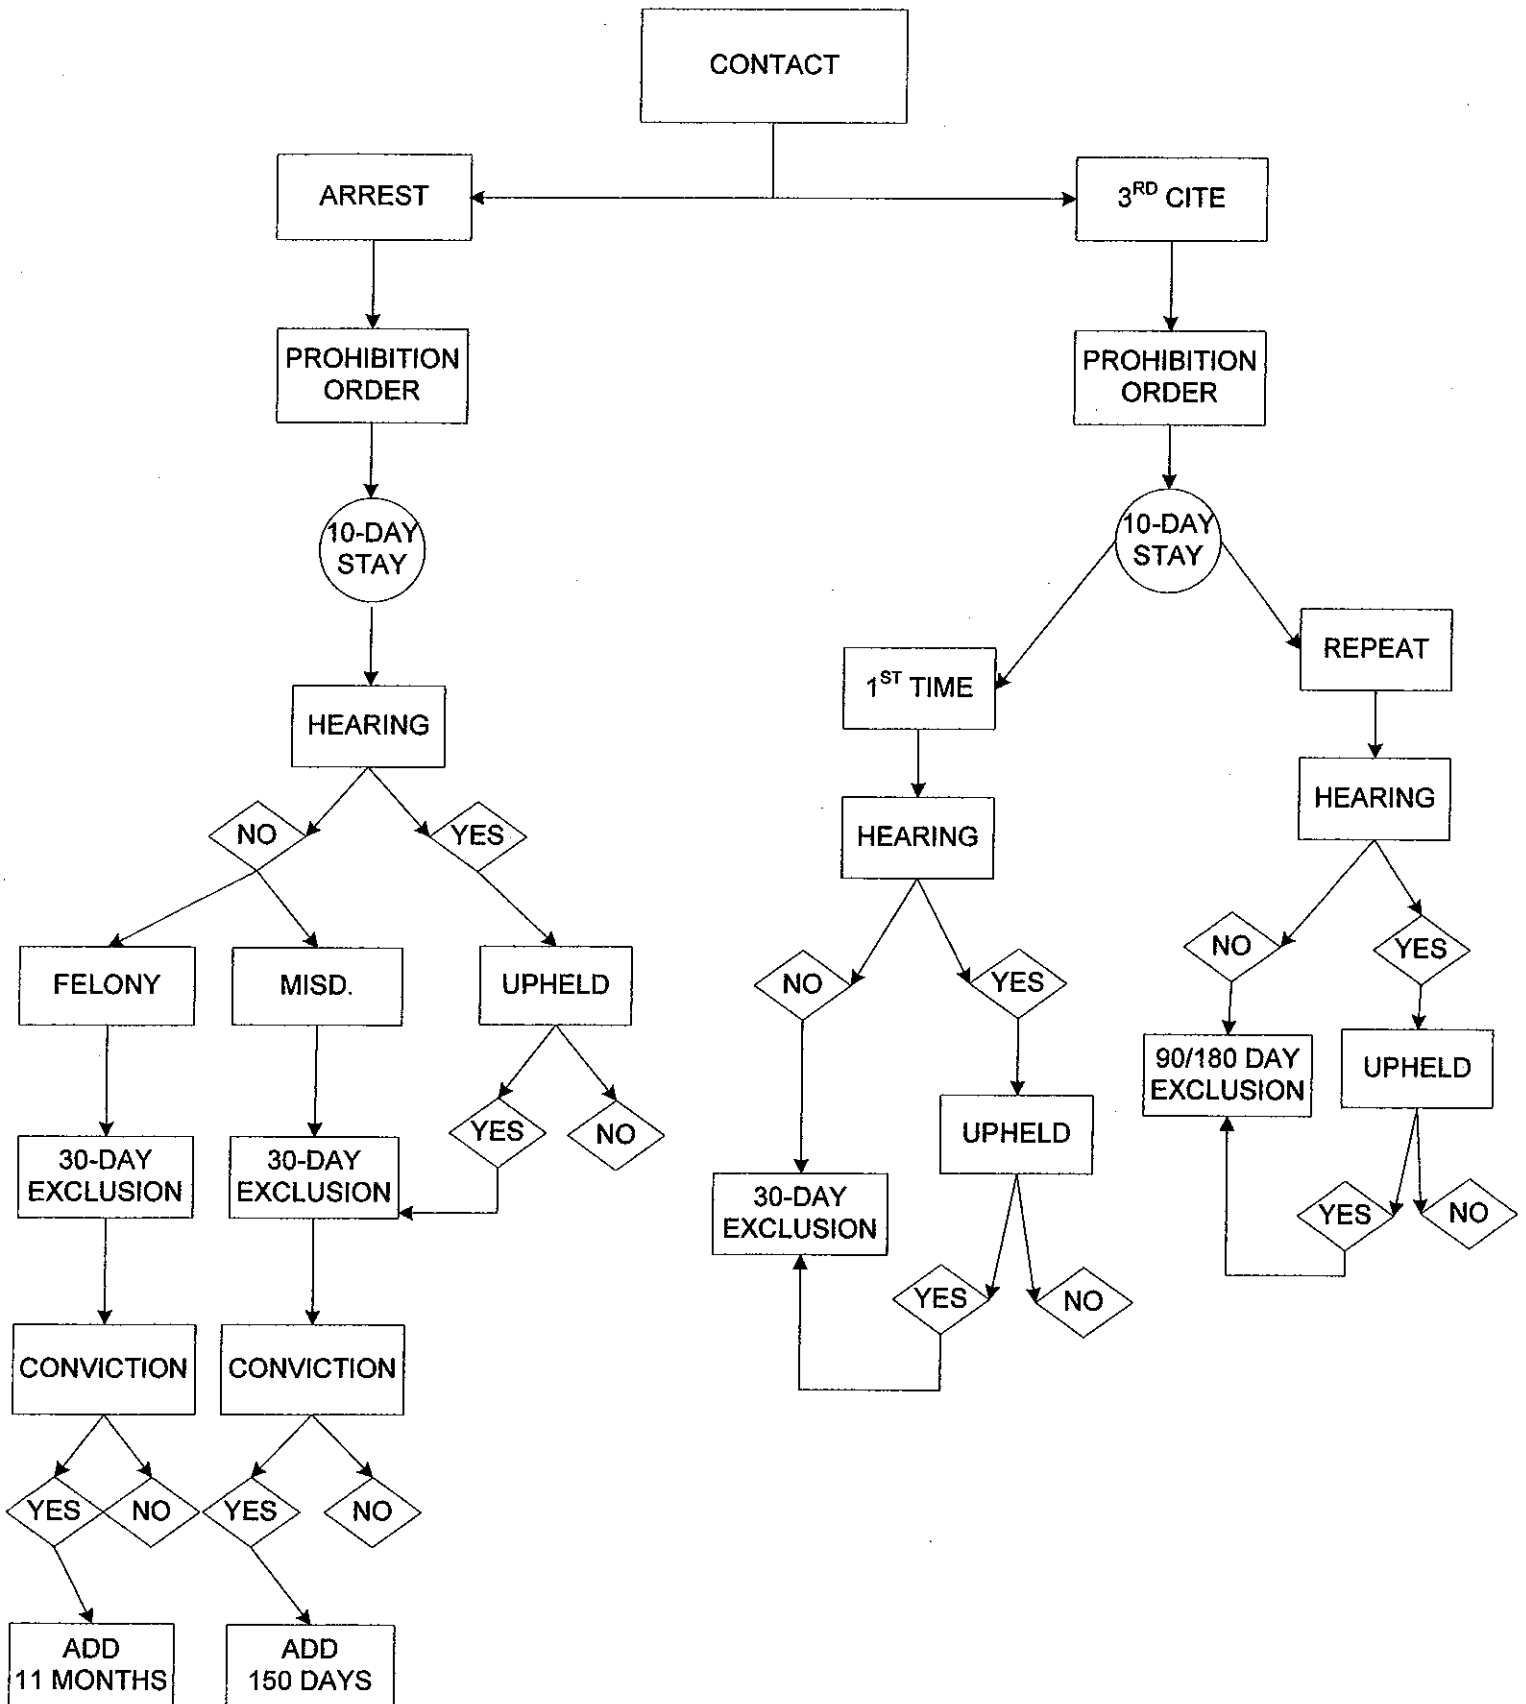 CONTACT
ARREST
3RD CITE
PROHIBITION
ORDER
PROHIBITION
ORDER
10-DAY
STAY
10-DAY
STAY
REPEAT
1ST TIME
HEARING
HEARING
HEARING
NO
YES
NO
YES
NO
YES
FELONY
MISD.
UPHELD
90/180 DAY
EXCLUSION
UPHELD
YES
NO
UPHELD
30-DAY
EXCLUSION
30-DAY
EXCLUSION
30-DAY
EXCLUSION
YES
NO
YES
NO
CONVICTION
CONVICTION
YES
NO
YES
NO
ADD
11 MONTHS
ADD
150 DAYS